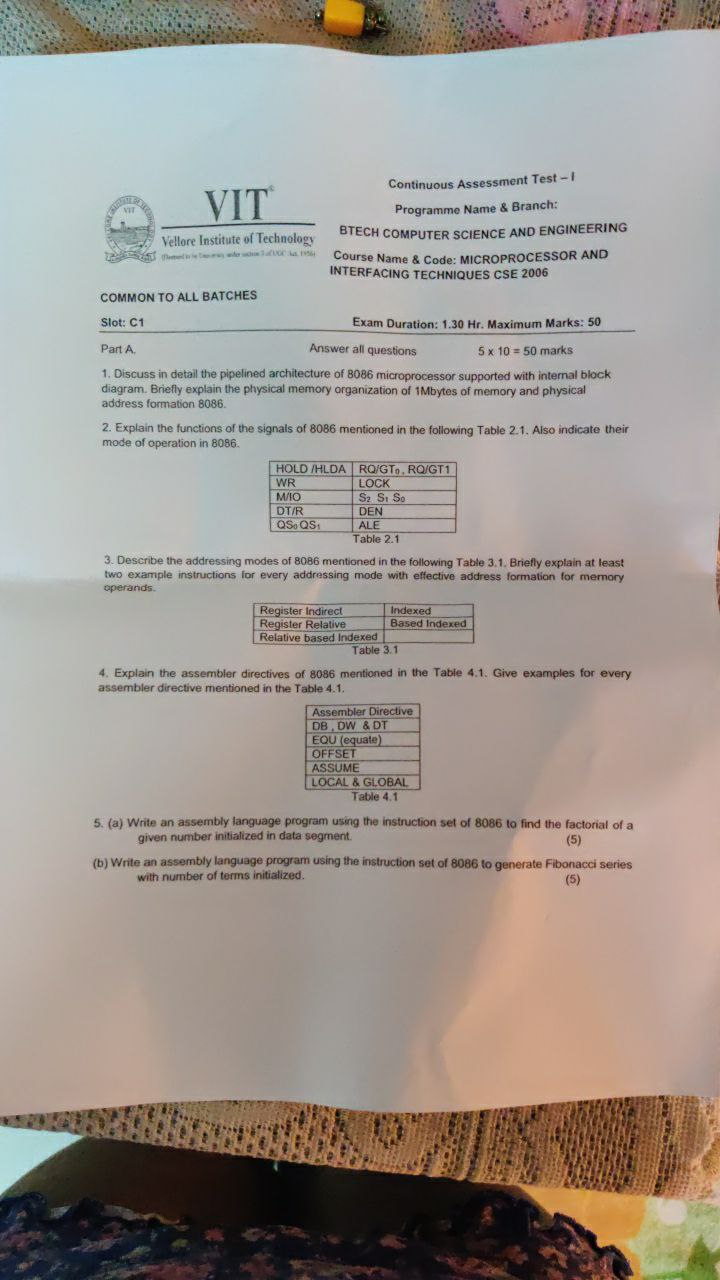 Continuous Assessment Test – I
VIT
Programme Name & Branch:
BTECH COMPUTER SCIENCE AND ENGINEERING
Vellore Institute of Technology
(Deemed to be University under section 3 of UGC Act, 1956)
Course Name & Code: MICROPROCESSOR AND
INTERFACING TECHNIQUES CSE 2006
COMMON TO ALL BATCHES
Slot: C1 Exam Duration: 1.30 Hr. Maximum Marks: 50
Part A. Answer all questions 5 x 10 = 50 marks
1. Discuss in detail the pipelined architecture of 8086 microprocessor supported with internal block
diagram. Briefly explain the physical memory organization of 1Mbytes of memory and physical
address formation 8086.
2. Explain the functions of the signals of 8086 mentioned in the following Table 2.1. Also indicate their
mode of operation in 8086.
HOLD /HLDA RQ/GT₀, RQ/GT1
WR LOCK
M/IO S₂ S₁ S₀
DT/R DEN
QS₀ QS₁ ALE
Table 2.1
3. Describe the addressing modes of 8086 mentioned in the following Table 3.1. Briefly explain at least
two example instructions for every addressing mode with effective address formation for memory
operands.
Register Indirect Indexed
Register Relative Based Indexed
Relative based Indexed
Table 3.1
4. Explain the assembler directives of 8086 mentioned in the Table 4.1. Give examples for every
assembler directive mentioned in the Table 4.1.
Assembler Directive
DB , DW & DT
EQU (equate)
OFFSET
ASSUME
LOCAL & GLOBAL
Table 4.1
5. (a) Write an assembly language program using the instruction set of 8086 to find the factorial of a
given number initialized in data segment. (5)
(b) Write an assembly language program using the instruction set of 8086 to generate Fibonacci series
with number of terms initialized. (5)